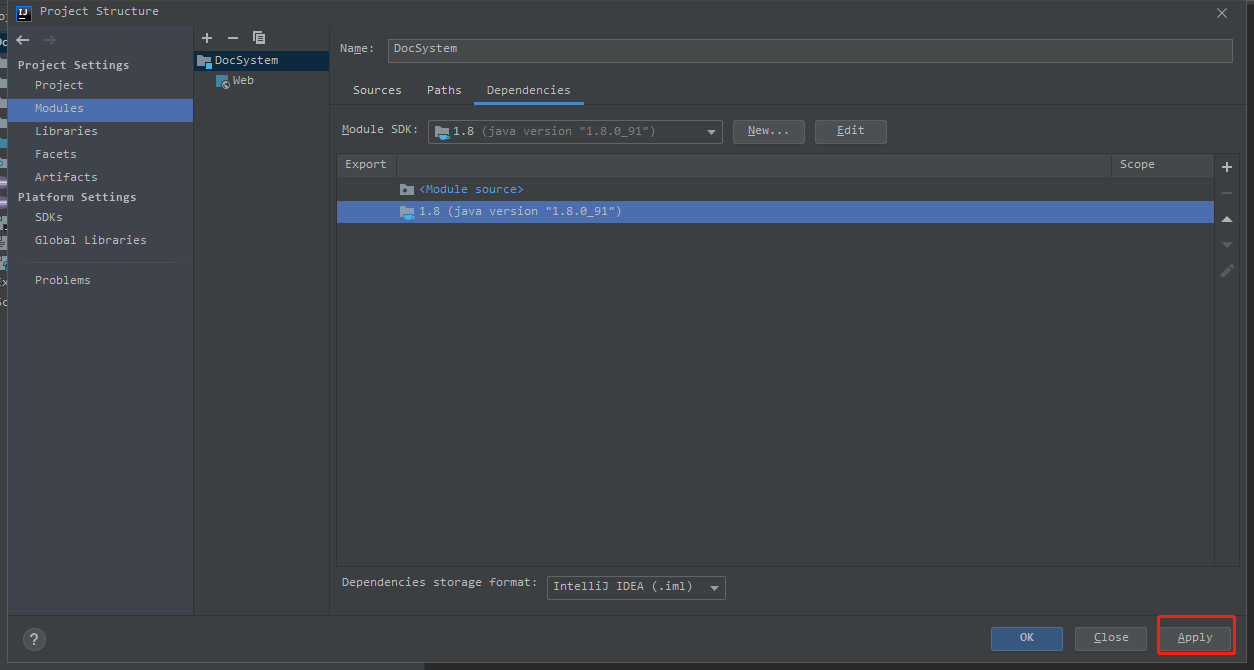 Project Structure
Project Settings
Project
Modules
Libraries
Facets
Artifacts
Platform Settings
SDKs
Global Libraries
Problems
DocSystem
Web
Name: DocSystem
Sources Paths Dependencies
Module SDK: 1.8 (java version "1.8.0_91") New... Edit
Export Scope
<Module source>
1.8 (java version "1.8.0_91")
Dependencies storage format: IntelliJ IDEA (.iml)
? OK Close Apply